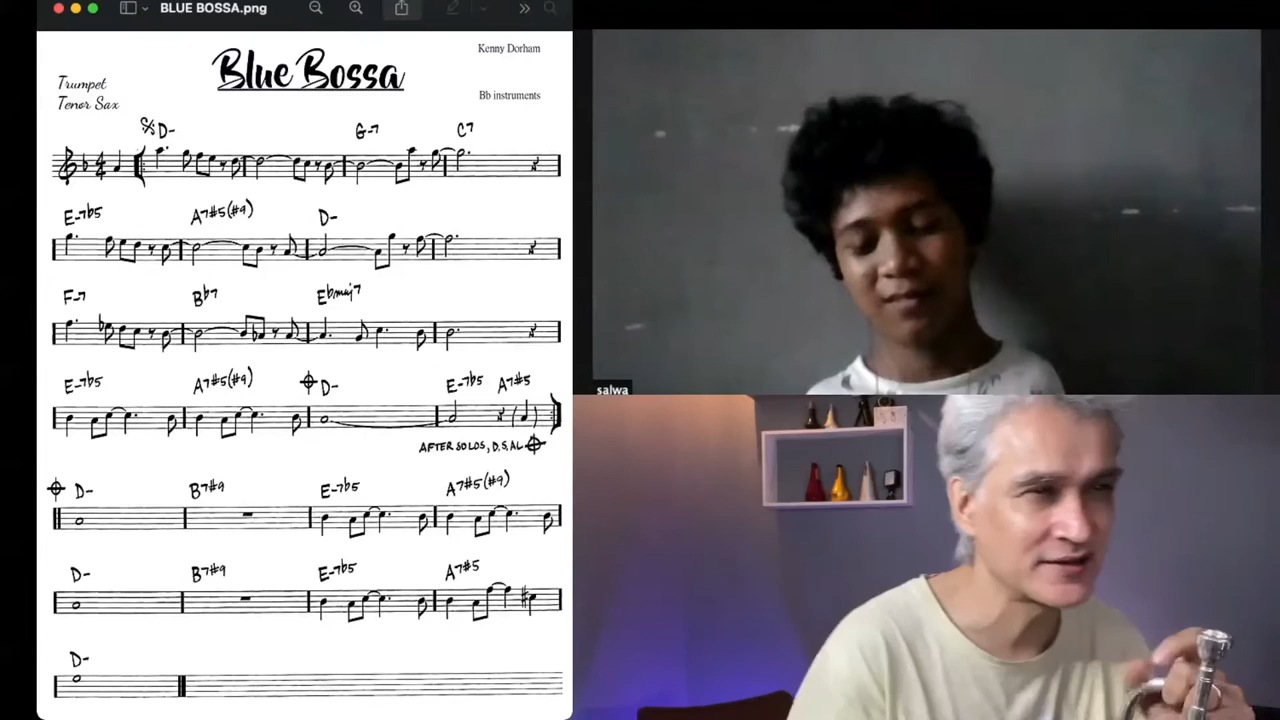 BLUE BOSSA.png
Kenny Dorham
Blue Bossa
Trumpet
Tenor Sax
Bb instruments
D- G-7 C7
E-7b5 A7#5(#9) D-
F-7 Bb7 Ebmaj7
E-7b5 A7#5(#9) D- E-7b5 A7#5
AFTER SOLOS, D.S. AL
D- B7#9 E-7b5 A7#5(#9)
D- B7#9 E-7b5 A7#5
D-
salwa